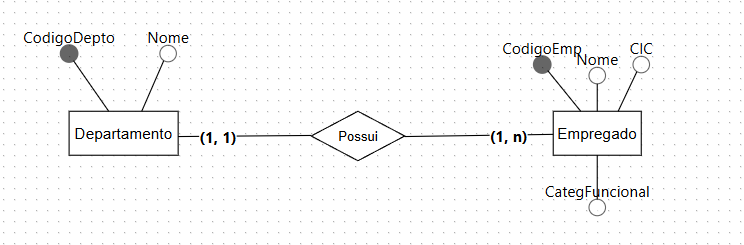 CodigoDepto
Nome
CodigoEmp
Nome
CIC
Departamento
(1, 1)
Possui
(1, n)
Empregado
CategFuncional